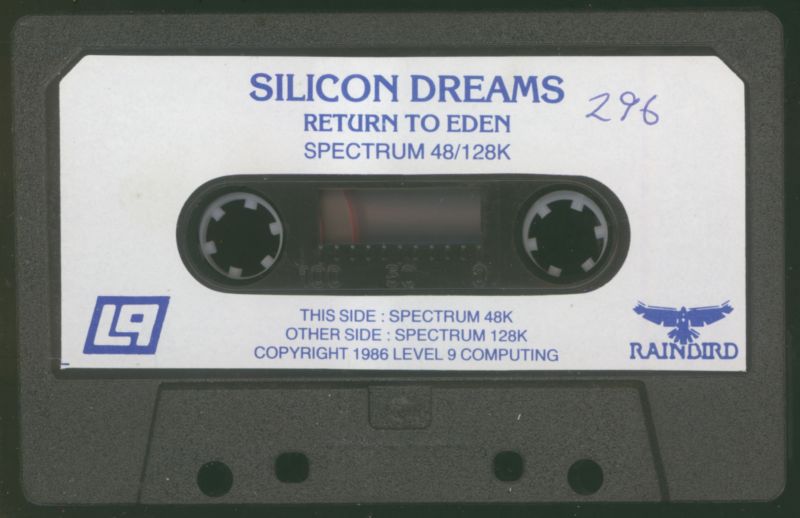 SILICON DREAMS
296
RETURN TO EDEN
SPECTRUM 48/128K
THIS SIDE : SPECTRUM 48K
OTHER SIDE : SPECTRUM 128K
COPYRIGHT 1986 LEVEL 9 COMPUTING
L9
RAINBIRD